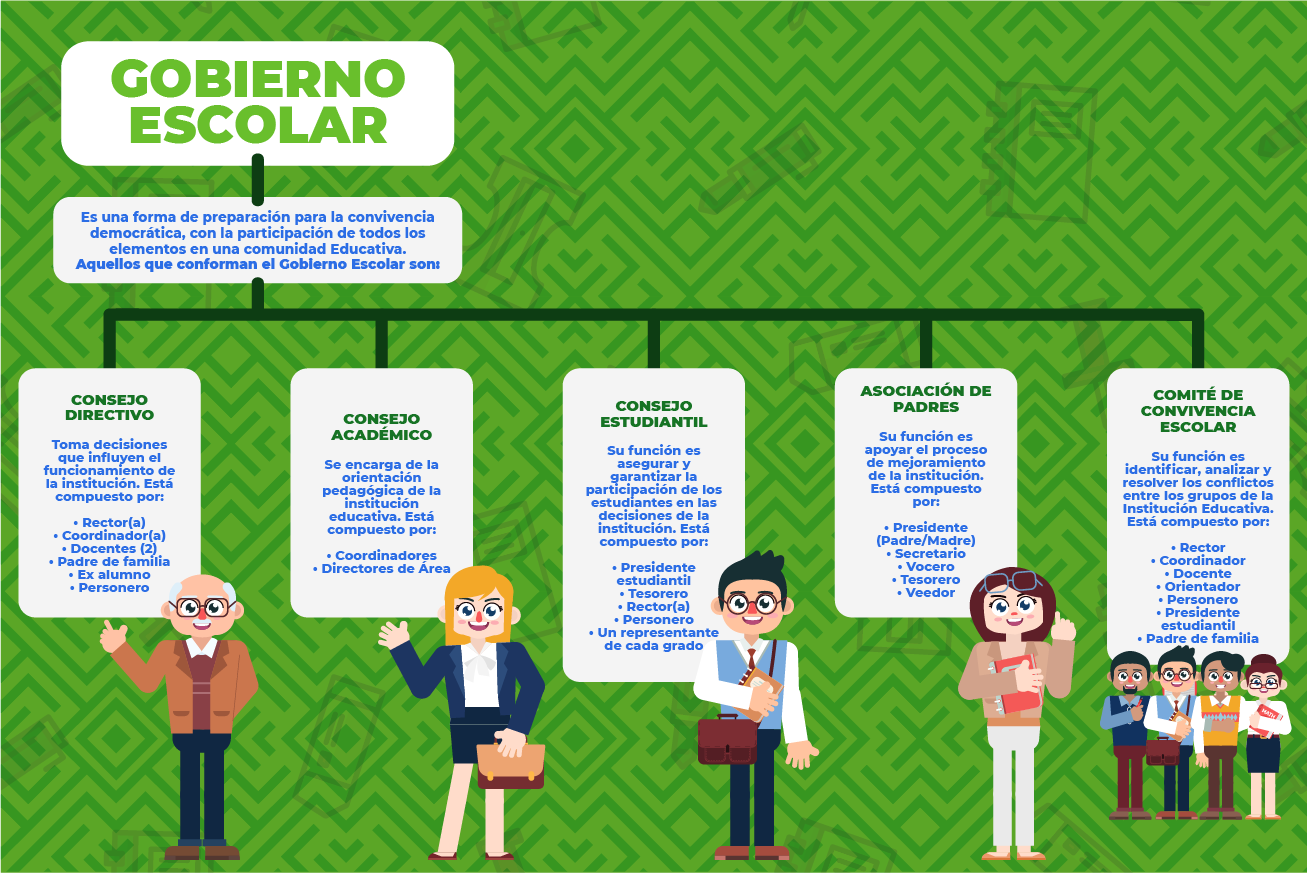 GOBIERNO
ESCOLAR
Es una forma de preparación para la convivencia
democrática, con la participación de todos los
elementos en una comunidad Educativa.
Aquellos que conforman el Gobierno Escolar son:
CONSEJO
DIRECTIVO
Toma decisiones
que influyen el
funcionamiento de
la institución. Está
compuesto por:
• Rector(a)
• Coordinador(a)
• Docentes (2)
• Padre de familia
• Ex alumno
• Personero
CONSEJO
ACADÉMICO
Se encarga de la
orientación
pedagógica de la
institución
educativa. Está
compuesto por:
• Coordinadores
• Directores de Área
CONSEJO
ESTUDIANTIL
Su función es
asegurar y
garantizar la
participación de los
estudiantes en las
decisiones de la
institución. Está
compuesto por:
• Presidente
estudiantil
• Tesorero
• Rector(a)
• Personero
• Un representante
de cada grado
ASOCIACIÓN DE
PADRES
Su función es
apoyar el proceso
de mejoramiento
de la institución.
Está compuesto
por:
• Presidente
(Padre/Madre)
• Secretario
• Vocero
• Tesorero
• Veedor
COMITÉ DE
CONVIVENCIA
ESCOLAR
Su función es
identificar, analizar y
resolver los conflictos
entre los grupos de la
Institución Educativa.
Está compuesto por:
• Rector
• Coordinador
• Docente
• Orientador
• Personero
• Presidente
estudiantil
• Padre de familia
MATH